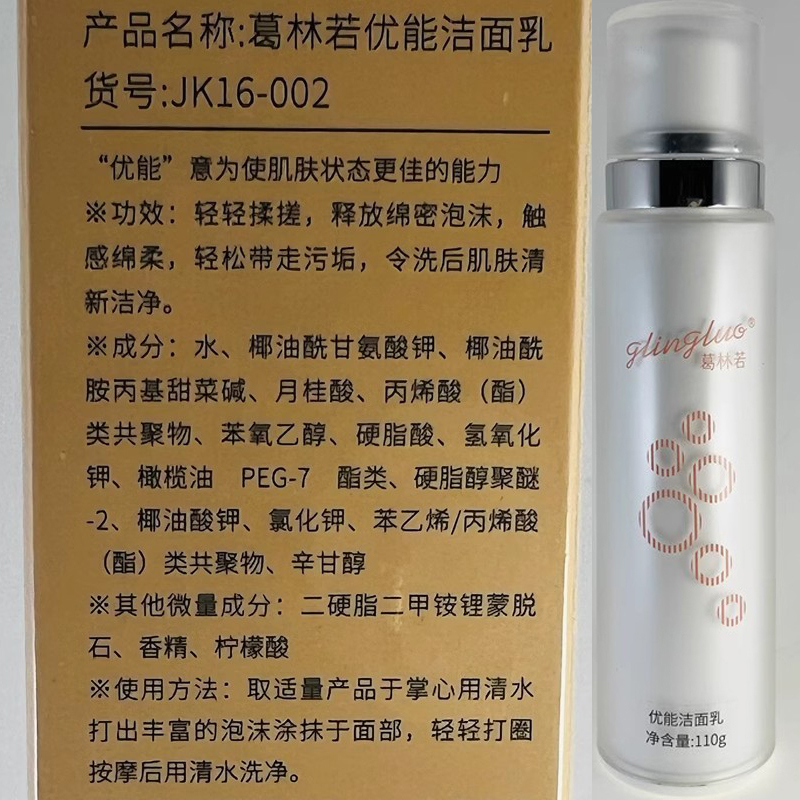 产品名称:葛林若优能洁面乳
货号:JK16-002
“优能”意为使肌肤状态更佳的能力
※功效：轻轻揉搓，释放绵密泡沫，触
感绵柔，轻松带走污垢，令洗后肌肤清
新洁净。
※成分：水、椰油酰甘氨酸钾、椰油酰
胺丙基甜菜碱、月桂酸、丙烯酸（酯）
类共聚物、苯氧乙醇、硬脂酸、氢氧化
钾、橄榄油 PEG-7 酯类、硬脂醇聚醚
-2、椰油酸钾、氯化钾、苯乙烯/丙烯酸
（酯）类共聚物、辛甘醇
※其他微量成分：二硬脂二甲铵锂蒙脱
石、香精、柠檬酸
※使用方法：取适量产品于掌心用清水
打出丰富的泡沫涂抹于面部，轻轻打圈
按摩后用清水洗净。
glingluo®
葛林若
优能洁面乳
净含量:110g